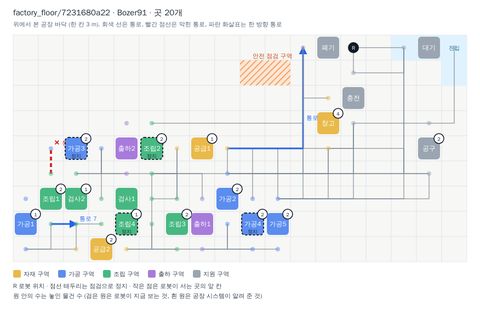 factory_floor/7231680a22 · Bozer91 · 곳 20개
위에서 본 공장 바닥 (한 칸 3 m). 회색 선은 통로, 빨간 점선은 막힌 통로, 파란 화살표는 한 방향 통로
안전 점검 구역
폐기
R
대기
충전
통로
창고 4
가공3 2
출하2
조립2 2
공급1 1
공구 2
조립1 2
검사2 1
검사1
가공2 2
가공1 1
통로 7
조립4 2
조립3 2
출하1
가공4 2
가공5 2
공급2 2
자재 구역
가공 구역
조립 구역
출하 구역
지원 구역
R 로봇 위치 · 점선 테두리는 점검으로 정지 · 작은 점은 로봇이 서는 곳의 앞 칸
원 안의 수는 놓인 물건 수 (검은 원은 로봇이 지금 보는 것, 흰 원은 공장 시스템이 알려 준 것)